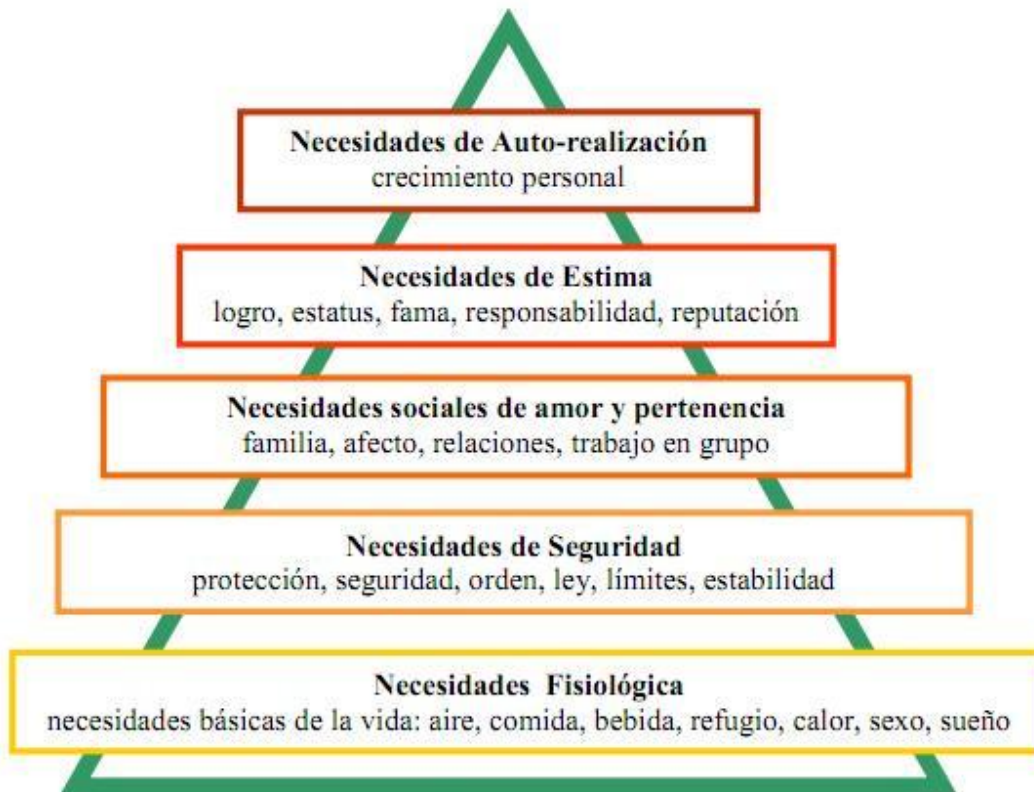 Necesidades de Auto-realización
crecimiento personal
Necesidades de Estima
logro, estatus, fama, responsabilidad, reputación
Necesidades sociales de amor y pertenencia
familia, afecto, relaciones, trabajo en grupo
Necesidades de Seguridad
protección, seguridad, orden, ley, límites, estabilidad
Necesidades Fisiológica
necesidades básicas de la vida: aire, comida, bebida, refugio, calor, sexo, sueño